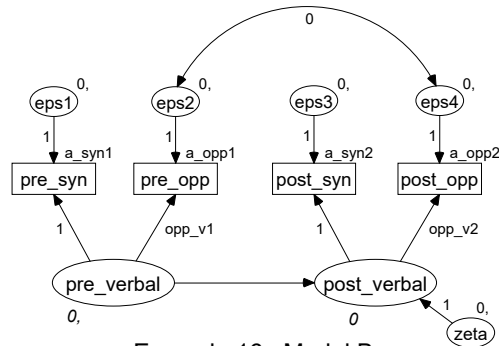 0
0,
0,
0,
0,
eps1
eps2
eps3
eps4
1
1
1
1
a_syn1
a_opp1
a_syn2
a_opp2
pre_syn
pre_opp
post_syn
post_opp
1
opp_v1
1
opp_v2
pre_verbal
post_verbal
0,
0
1
0,
zeta